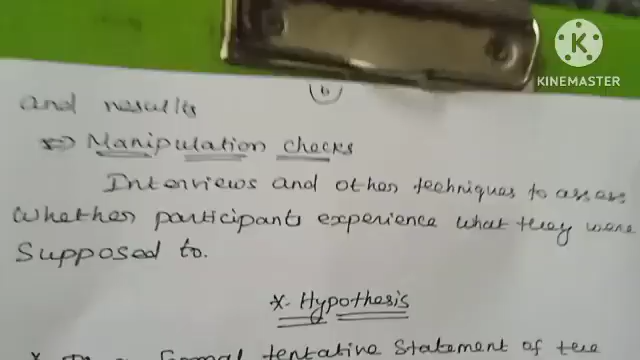 K
KINEMASTER
6
and results
=> Manipulation checks
Interviews and other techniques to assess
whether participants experience what they were
supposed to.
* Hypothesis
* formal tentative statement of the